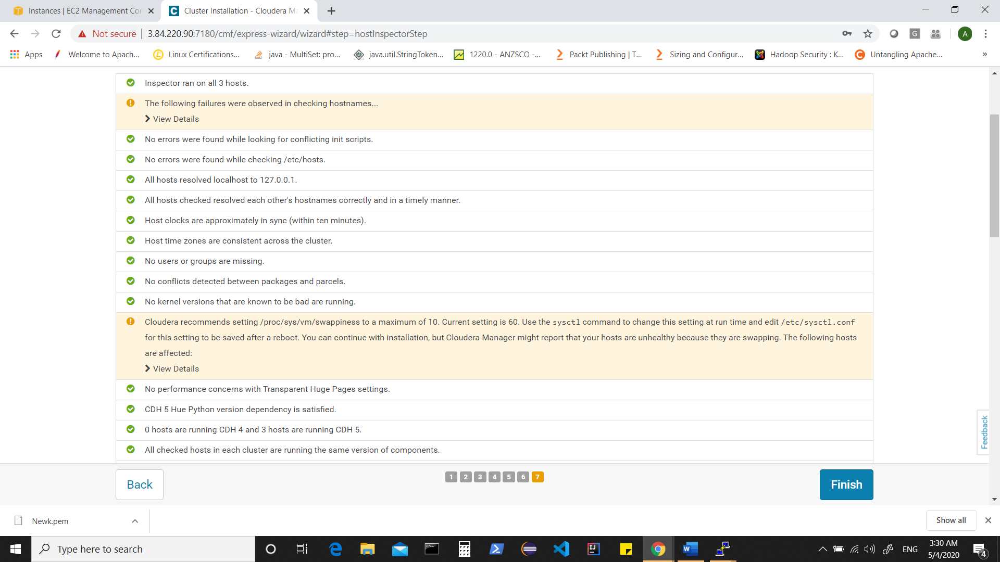 Instances | EC2 Management Con
Cluster Installation - Cloudera Ma
Not secure
3.84.220.90:7180/cmf/express-wizard/wizard#step=hostInspectorStep
G
A
Apps
Welcome to Apach...
Linux Certifications...
java - MultiSet: pro...
java.util.StringToken...
1220.0 - ANZSCO -...
Packt Publishing | T...
Sizing and Configur...
Hadoop Security : K...
Untangling Apache...
»
Inspector ran on all 3 hosts.
The following failures were observed in checking hostnames...
View Details
No errors were found while looking for conflicting init scripts.
No errors were found while checking /etc/hosts.
All hosts resolved localhost to 127.0.0.1.
All hosts checked resolved each other's hostnames correctly and in a timely manner.
Host clocks are approximately in sync (within ten minutes).
Host time zones are consistent across the cluster.
No users or groups are missing.
No conflicts detected between packages and parcels.
No kernel versions that are known to be bad are running.
Cloudera recommends setting /proc/sys/vm/swappiness to a maximum of 10. Current setting is 60. Use the sysctl command to change this setting at run time and edit /etc/sysctl.conf
for this setting to be saved after a reboot. You can continue with installation, but Cloudera Manager might report that your hosts are unhealthy because they are swapping. The following hosts
are affected:
View Details
No performance concerns with Transparent Huge Pages settings.
CDH 5 Hue Python version dependency is satisfied.
0 hosts are running CDH 4 and 3 hosts are running CDH 5.
All checked hosts in each cluster are running the same version of components.
Feedback
Back
1 2 3 4 5 6 7
Finish
Newk.pem
Show all
Type here to search
ENG
3:30 AM
5/4/2020
4